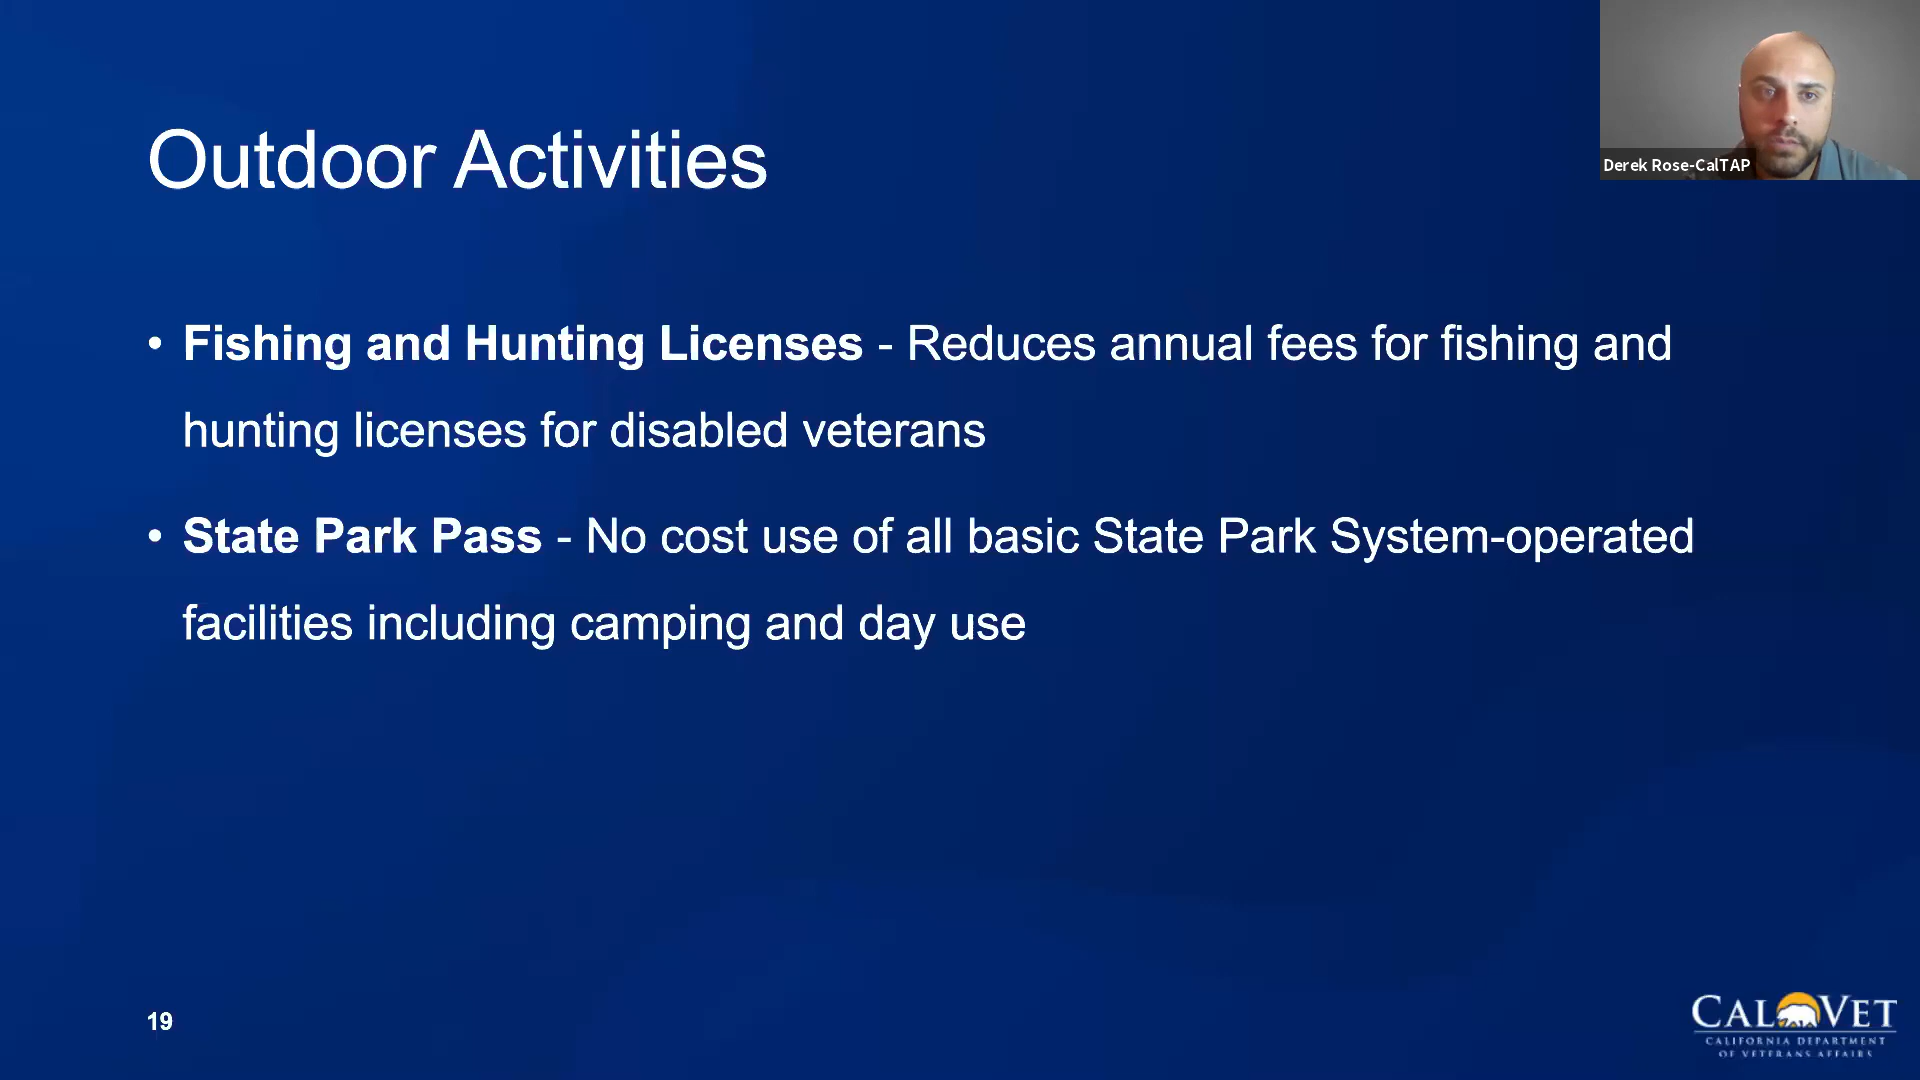 Outdoor Activities
Derek Rose-CalTAP
• Fishing and Hunting Licenses - Reduces annual fees for fishing and
hunting licenses for disabled veterans
• State Park Pass - No cost use of all basic State Park System-operated
facilities including camping and day use
19
CALVET
CALIFORNIA DEPARTMENT
OF VETERANS AFFAIRS